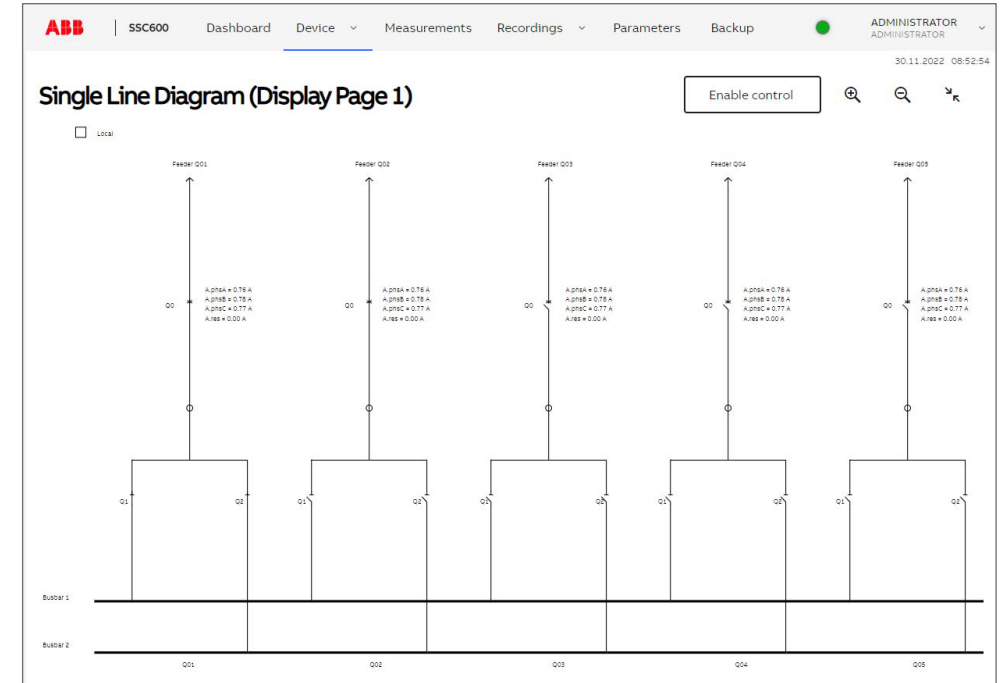 ABB SSC600 Dashboard Device Measurements Recordings Parameters Backup ADMINISTRATOR
ADMINISTRATOR
30.11.2022 08:52:54
Single Line Diagram (Display Page 1)
Enable control
Local
Feeder Q01 Feeder Q02 Feeder Q03 Feeder Q04 Feeder Q05
A.phsA = 0.76 A A.phsA = 0.76 A A.phsA = 0.76 A A.phsA = 0.76 A A.phsA = 0.76 A
A.phsB = 0.78 A A.phsB = 0.78 A A.phsB = 0.78 A A.phsB = 0.78 A A.phsB = 0.78 A
Q0 Q0 Q0 Q0 Q0
A.phsC = 0.77 A A.phsC = 0.77 A A.phsC = 0.77 A A.phsC = 0.77 A A.phsC = 0.77 A
A.res = 0.00 A A.res = 0.00 A A.res = 0.00 A A.res = 0.00 A A.res = 0.00 A
Q1 Q2 Q1 Q2 Q1 Q2 Q1 Q2 Q1 Q2
Busbar 1
Busbar 2
Q01 Q02 Q03 Q04 Q05